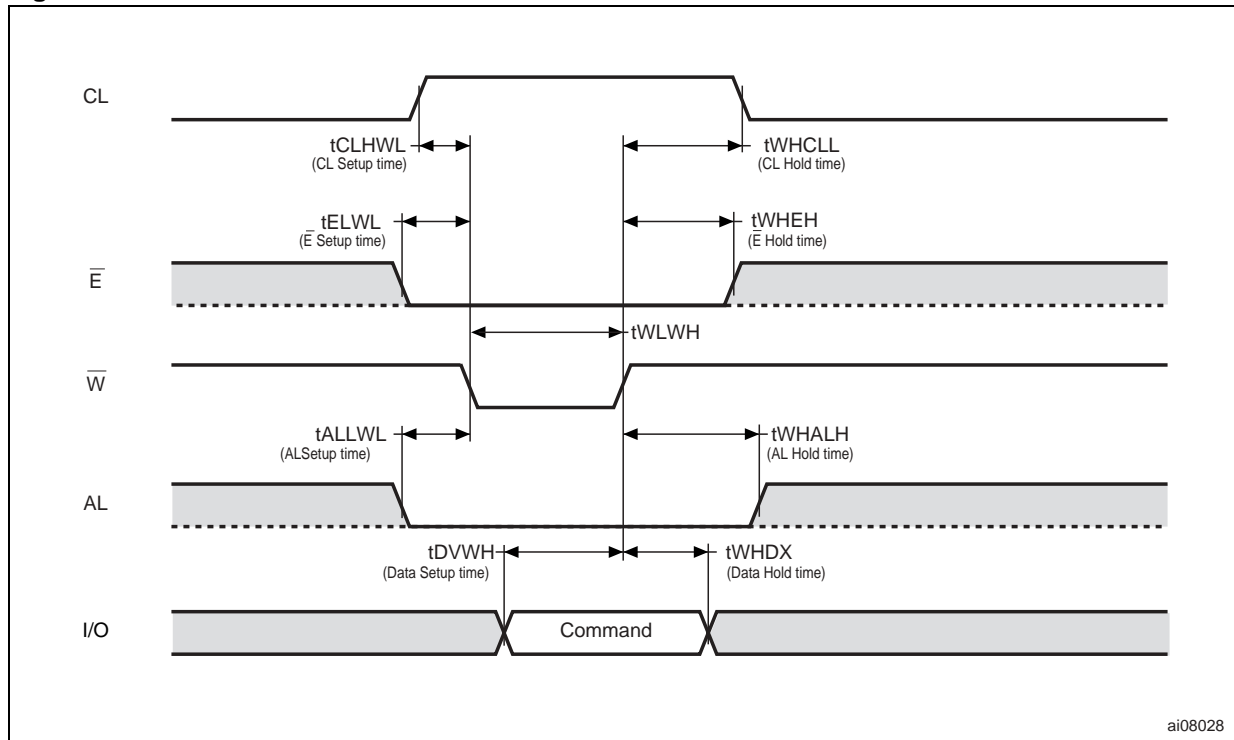 CL
tCLHWL
(CL Setup time)
tWHCLL
(CL Hold time)
tELWL
(E̅ Setup time)
tWHEH
(E̅ Hold time)
E̅
tWLWH
W̅
tALLWL
(ALSetup time)
tWHALH
(AL Hold time)
AL
tDVWH
(Data Setup time)
tWHDX
(Data Hold time)
I/O
Command
ai08028